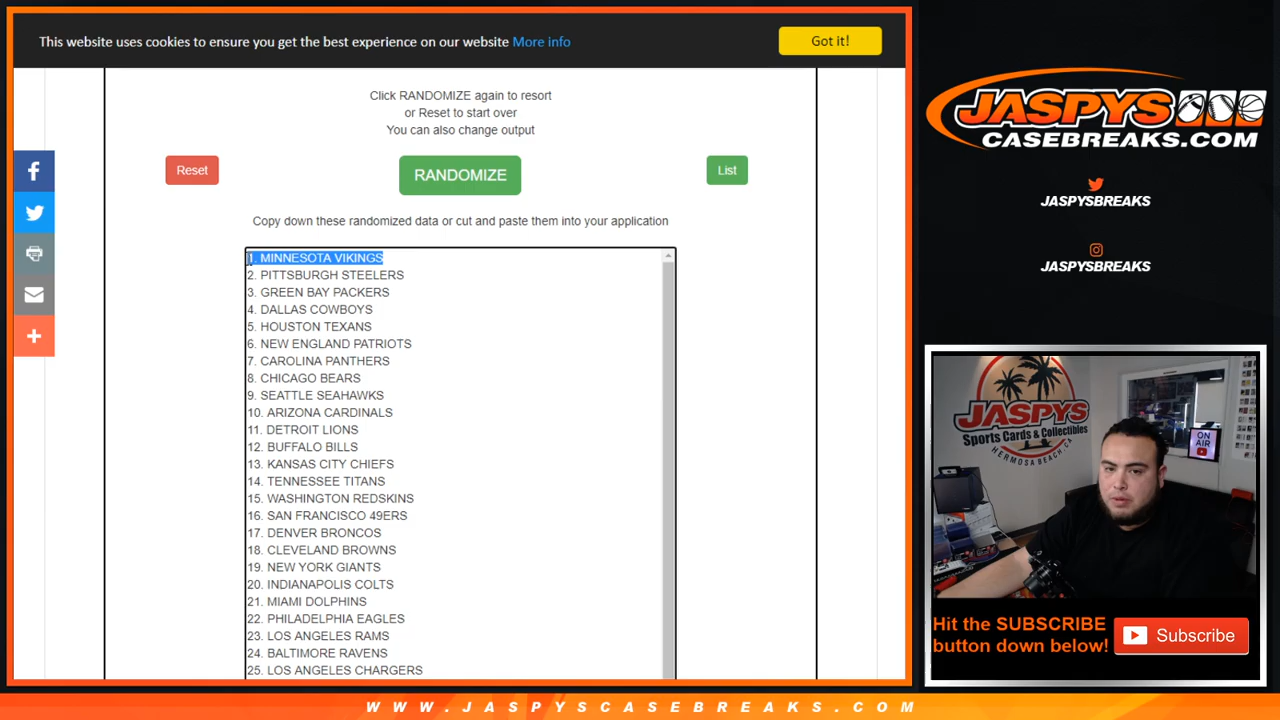 This website uses cookies to ensure you get the best experience on our website More info
Got it!
Click RANDOMIZE again to resort
or Reset to start over
You can also change output
Reset
RANDOMIZE
List
Copy down these randomized data or cut and paste them into your application
1. MINNESOTA VIKINGS
2. PITTSBURGH STEELERS
3. GREEN BAY PACKERS
4. DALLAS COWBOYS
5. HOUSTON TEXANS
6. NEW ENGLAND PATRIOTS
7. CAROLINA PANTHERS
8. CHICAGO BEARS
9. SEATTLE SEAHAWKS
10. ARIZONA CARDINALS
11. DETROIT LIONS
12. BUFFALO BILLS
13. KANSAS CITY CHIEFS
14. TENNESSEE TITANS
15. WASHINGTON REDSKINS
16. SAN FRANCISCO 49ERS
17. DENVER BRONCOS
18. CLEVELAND BROWNS
19. NEW YORK GIANTS
20. INDIANAPOLIS COLTS
21. MIAMI DOLPHINS
22. PHILADELPHIA EAGLES
23. LOS ANGELES RAMS
24. BALTIMORE RAVENS
25. LOS ANGELES CHARGERS
JASPYS
CASEBREAKS.COM
JASPYSBREAKS
JASPYSBREAKS
JASPYS
Sports Cards & Collectibles
HERMOSA BEACH, CA
ON
AIR
Hit the SUBSCRIBE
button down below!
Subscribe
WWW.JASPYSCASEBREAKS.COM